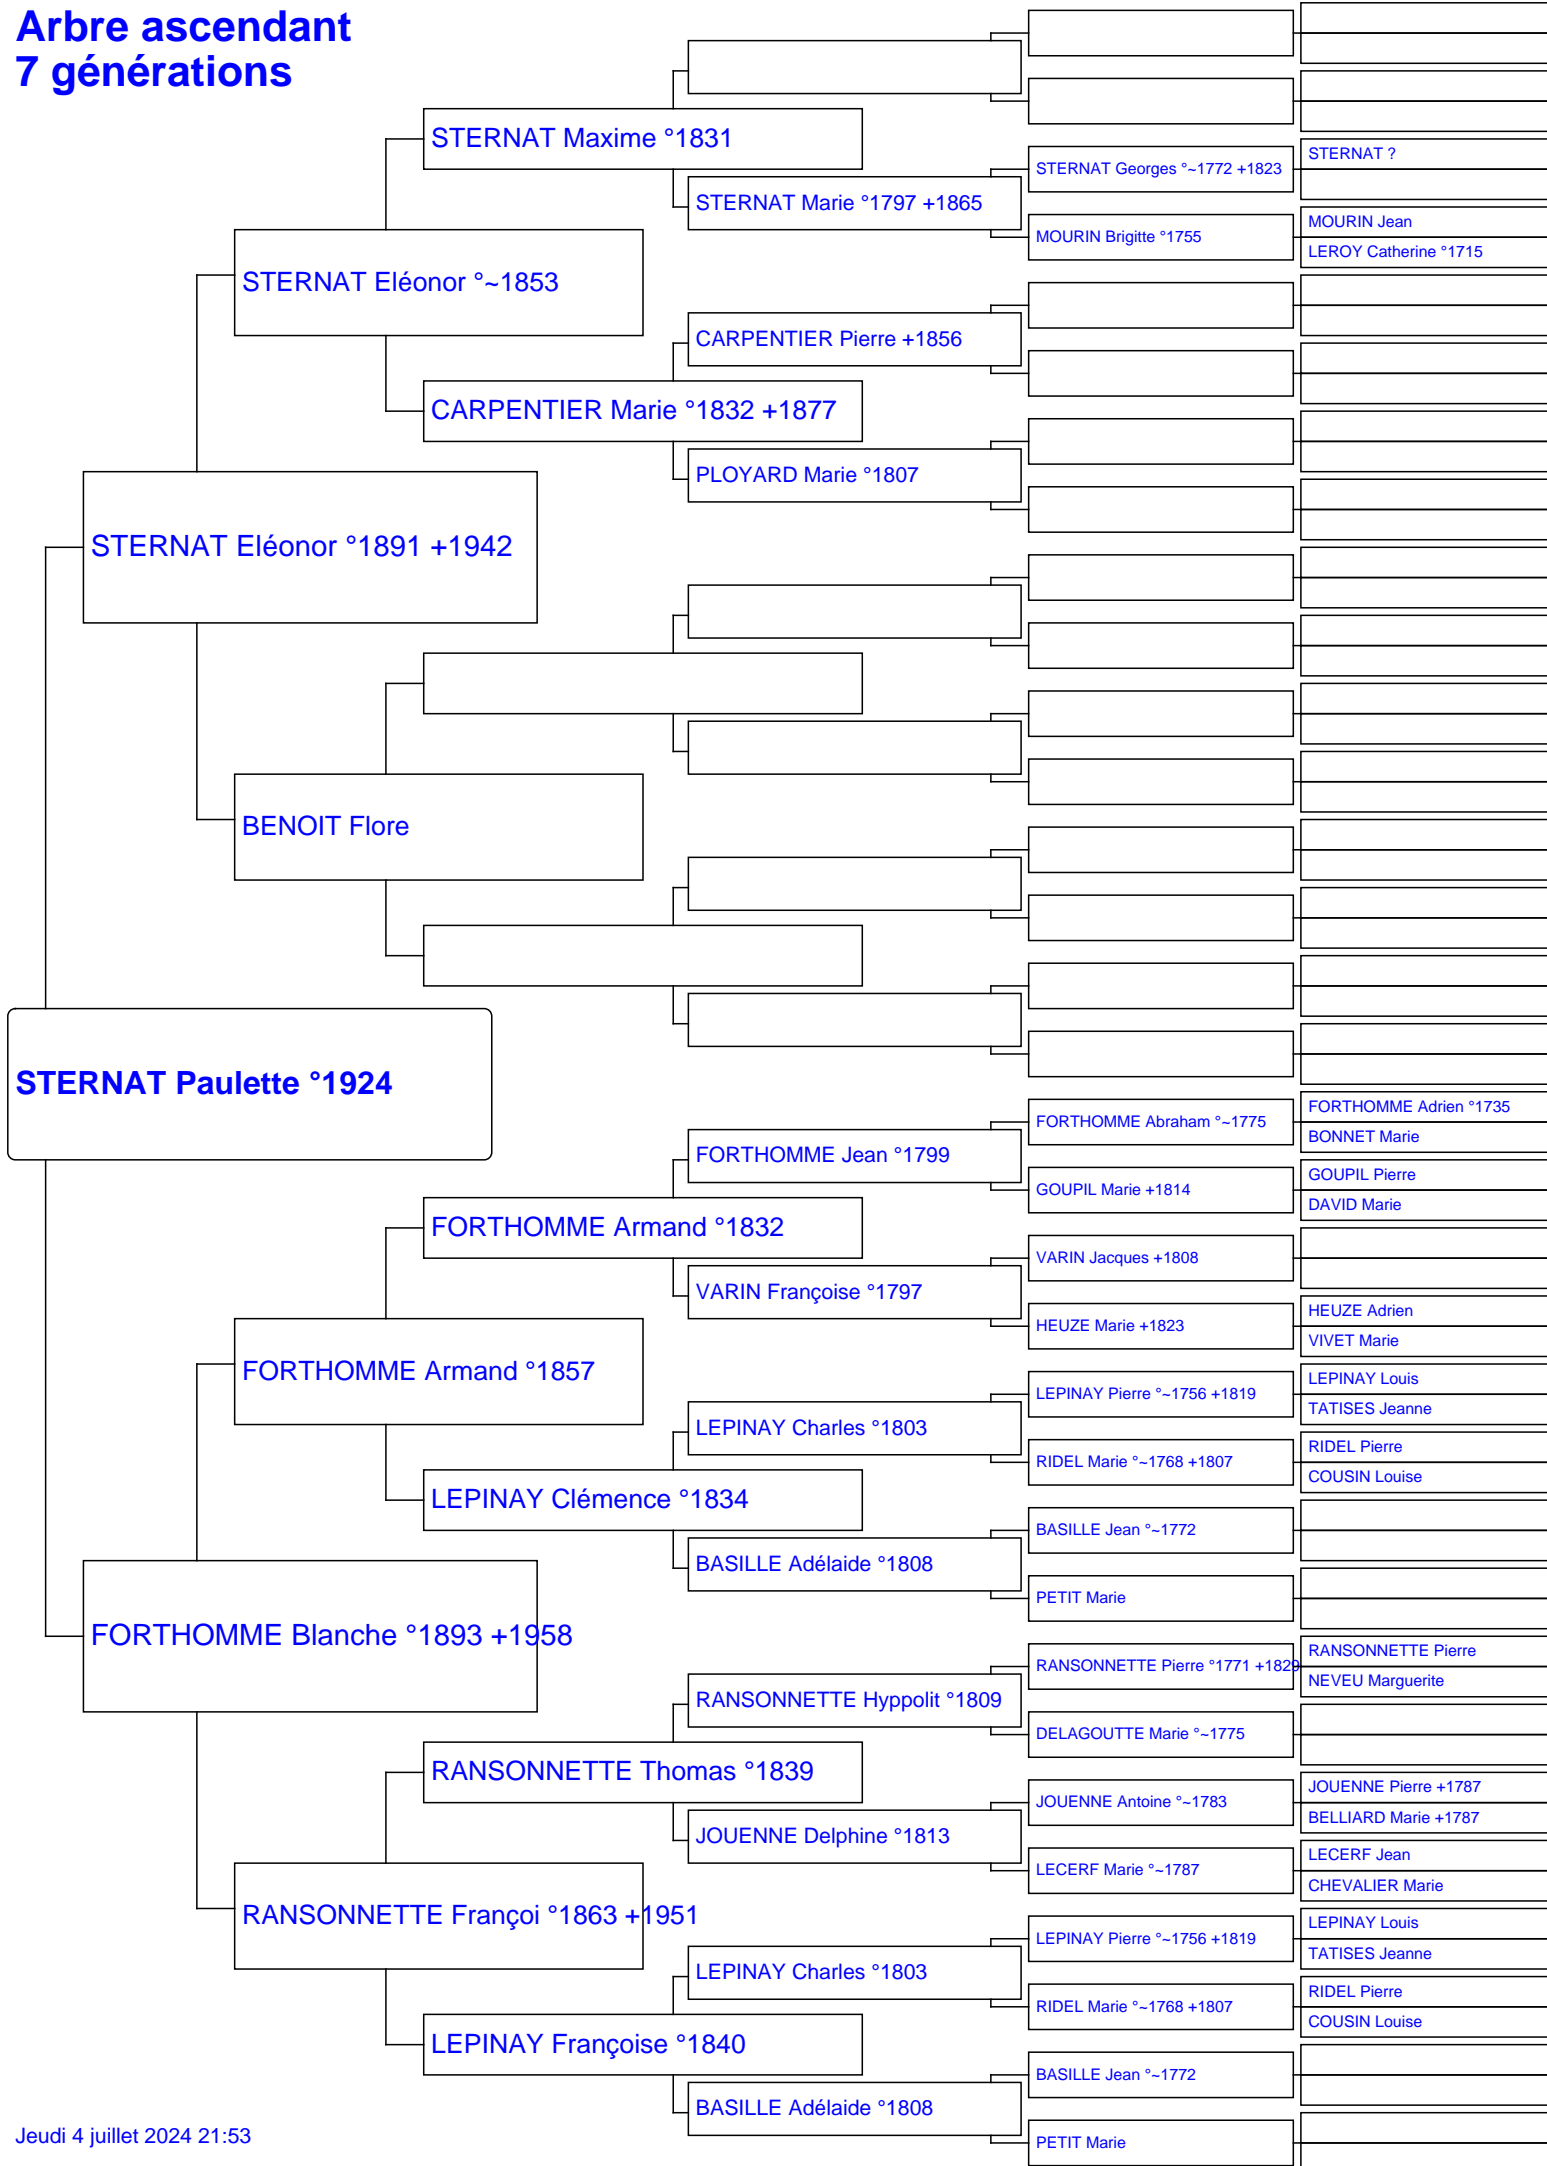 Arbre ascendant
7 générations
STERNAT Maxime °1831
STERNAT ?
STERNAT Georges °~1772 +1823
STERNAT Marie °1797 +1865
MOURIN Jean
MOURIN Brigitte °1755
LEROY Catherine °1715
STERNAT Eléonor °~1853
CARPENTIER Pierre +1856
CARPENTIER Marie °1832 +1877
PLOYARD Marie °1807
STERNAT Eléonor °1891 +1942
BENOIT Flore
STERNAT Paulette °1924
FORTHOMME Adrien °1735
FORTHOMME Abraham °~1775
BONNET Marie
FORTHOMME Jean °1799
GOUPIL Pierre
GOUPIL Marie +1814
DAVID Marie
FORTHOMME Armand °1832
VARIN Jacques +1808
VARIN Françoise °1797
HEUZE Adrien
HEUZE Marie +1823
VIVET Marie
FORTHOMME Armand °1857
LEPINAY Louis
LEPINAY Pierre °~1756 +1819
TATISES Jeanne
LEPINAY Charles °1803
RIDEL Pierre
RIDEL Marie °~1768 +1807
COUSIN Louise
LEPINAY Clémence °1834
BASILLE Jean °~1772
BASILLE Adélaide °1808
PETIT Marie
FORTHOMME Blanche °1893 +1958
RANSONNETTE Pierre
RANSONNETTE Pierre °1771 +1829
NEVEU Marguerite
RANSONNETTE Hyppolit °1809
DELAGOUTTE Marie °~1775
RANSONNETTE Thomas °1839
JOUENNE Pierre +1787
JOUENNE Antoine °~1783
BELLIARD Marie +1787
JOUENNE Delphine °1813
LECERF Jean
LECERF Marie °~1787
CHEVALIER Marie
RANSONNETTE Françoi °1863 +1951
LEPINAY Louis
LEPINAY Pierre °~1756 +1819
TATISES Jeanne
LEPINAY Charles °1803
RIDEL Pierre
RIDEL Marie °~1768 +1807
COUSIN Louise
LEPINAY Françoise °1840
BASILLE Jean °~1772
BASILLE Adélaide °1808
PETIT Marie
Jeudi 4 juillet 2024 21:53